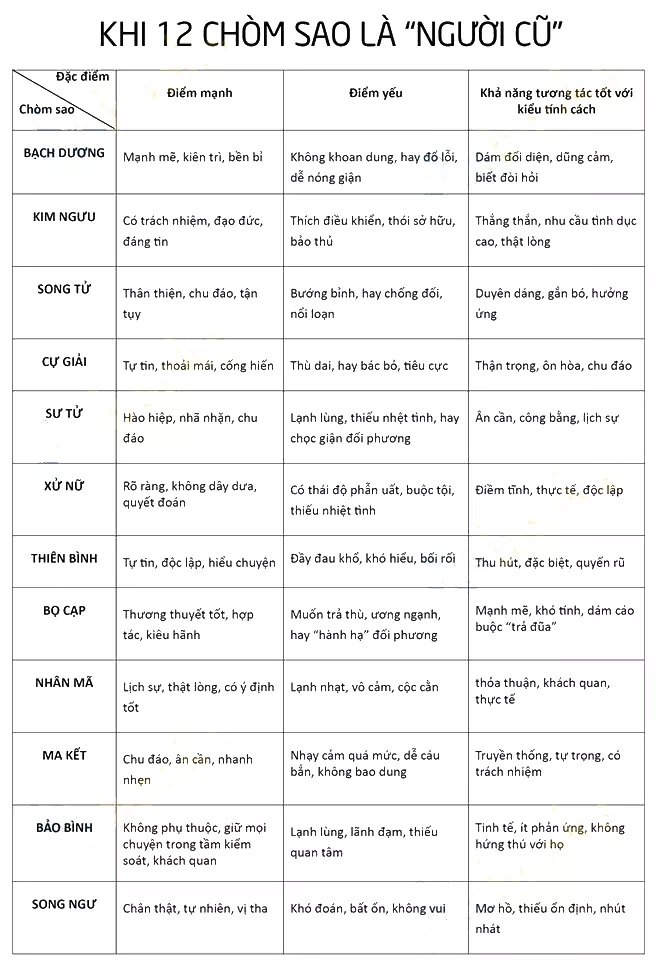 KHI 12 CHÒM SAO LÀ “NGƯỜI CŨ”
Đặc điểm
Chòm sao
Điểm mạnh
Điểm yếu
Khả năng tương tác tốt với
kiểu tính cách
BẠCH DƯƠNG
Mạnh mẽ, kiên trì, bền bỉ
Không khoan dung, hay đổ lỗi,
dễ nóng giận
Dám đối diện, dũng cảm,
biết đòi hỏi
KIM NGƯU
Có trách nhiệm, đạo đức,
đáng tin
Thích điều khiển, thói sở hữu,
bảo thủ
Thẳng thắn, nhu cầu tình dục
cao, thật lòng
SONG TỬ
Thân thiện, chu đáo, tận
tụy
Bướng bỉnh, hay chống đối,
nổi loạn
Duyên dáng, gắn bó, hưởng
ứng
CỰ GIẢI
Tự tin, thoải mái, cống hiến
Thù dai, hay bác bỏ, tiêu cực
Thận trọng, ôn hòa, chu đáo
SƯ TỬ
Hào hiệp, nhã nhặn, chu
đáo
Lạnh lùng, thiếu nhệt tình, hay
chọc giận đối phương
Ân cần, công bằng, lịch sự
XỬ NỮ
Rõ ràng, không dây dưa,
quyết đoán
Có thái độ phẫn uất, buộc tội,
thiếu nhiệt tình
Điềm tĩnh, thực tế, độc lập
THIÊN BÌNH
Tự tin, độc lập, hiểu chuyện
Đầy đau khổ, khó hiểu, bối rối
Thu hút, đặc biệt, quyến rũ
BỌ CẠP
Thương thuyết tốt, hợp
tác, kiêu hãnh
Muốn trả thù, ương ngạnh,
hay “hành hạ” đối phương
Mạnh mẽ, khó tính, dám cáo
buộc “trả đũa”
NHÂN MÃ
Lịch sự, thật lòng, có ý định
tốt
Lạnh nhạt, vô cảm, cộc cằn
thỏa thuận, khách quan,
thực tế
MA KẾT
Chu đáo, ân cần, nhanh
nhẹn
Nhạy cảm quá mức, dễ cáu
bẳn, không bao dung
Truyền thống, tự trọng, có
trách nhiệm
BẢO BÌNH
Không phụ thuộc, giữ mọi
chuyện trong tầm kiểm
soát, khách quan
Lạnh lùng, lãnh đạm, thiếu
quan tâm
Tinh tế, ít phản ứng, không
hứng thú với họ
SONG NGƯ
Chân thật, tự nhiên, vị tha
Khó đoán, bất ổn, không vui
Mơ hồ, thiếu ổn định, nhút
nhát